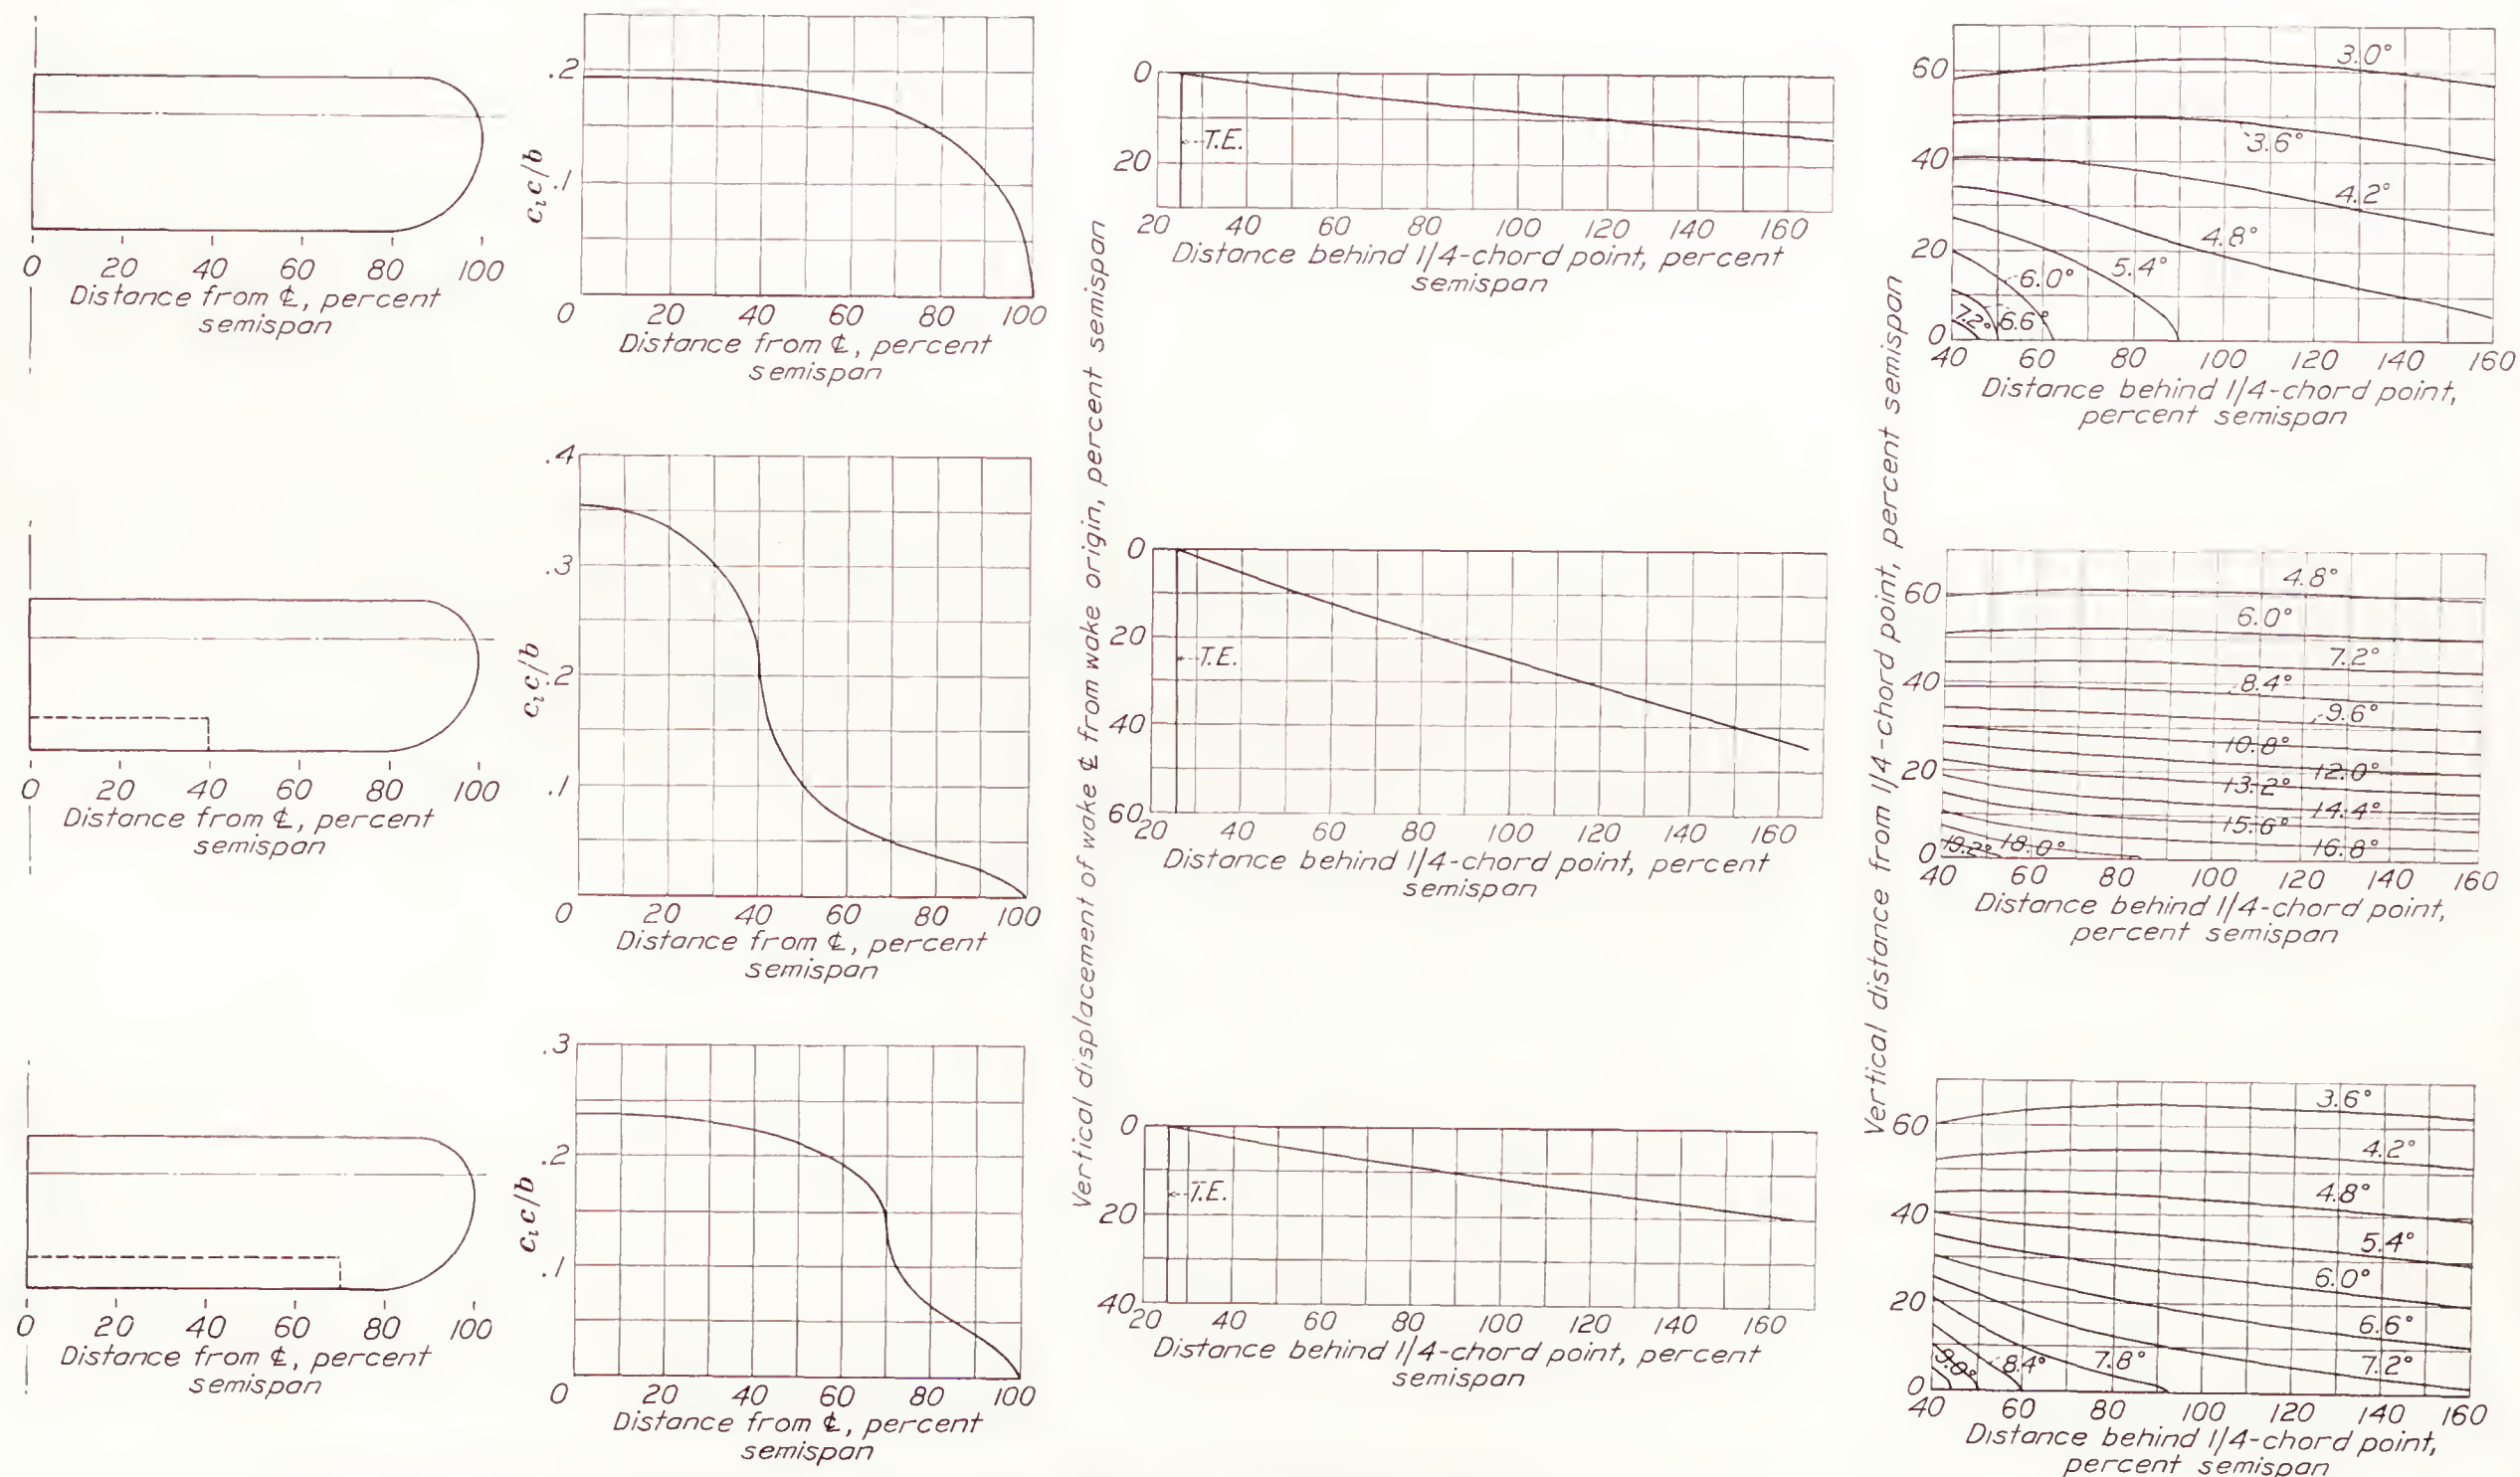 0 20 40 60 80 100
Distance from ℄, percent
semispan
.2
.1
c_l c/b
0 20 40 60 80 100
Distance from ℄, percent
semispan
Vertical displacement of wake ℄ from wake origin, percent semispan
0
T.E.
20
20 40 60 80 100 120 140 160
Distance behind 1/4-chord point, percent
semispan
Vertical distance from 1/4-chord point, percent semispan
3.0°
60
3.6°
40
4.2°
4.8°
20
5.4°
6.0°
7.2° 6.6°
0
40 60 80 100 120 140 160
Distance behind 1/4-chord point,
percent semispan
0 20 40 60 80 100
Distance from ℄, percent
semispan
.4
.3
c_l c/b
.2
.1
0 20 40 60 80 100
Distance from ℄, percent
semispan
0
20
T.E.
40
60
20 40 60 80 100 120 140 160
Distance behind 1/4-chord point, percent
semispan
4.8°
60
6.0°
7.2°
40
8.4°
9.6°
10.8°
20
12.0°
13.2°
14.4°
15.6°
16.8°
0
19.2° 18.0°
40 60 80 100 120 140 160
Distance behind 1/4-chord point,
percent semispan
0 20 40 60 80 100
Distance from ℄, percent
semispan
.3
.2
c_l c/b
.1
0 20 40 60 80 100
Distance from ℄, percent
semispan
0
T.E.
20
40
20 40 60 80 100 120 140 160
Distance behind 1/4-chord point, percent
semispan
3.6°
60
4.2°
4.8°
40
5.4°
6.0°
20
6.6°
7.2°
7.8°
8.4°
9.0°
0
40 60 80 100 120 140 160
Distance behind 1/4-chord point,
percent semispan